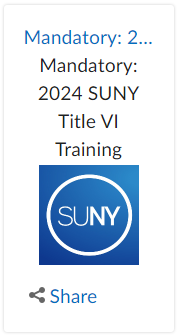 Mandatory: 2...
Mandatory:
2024 SUNY
Title VI
Training
SUNY
Share